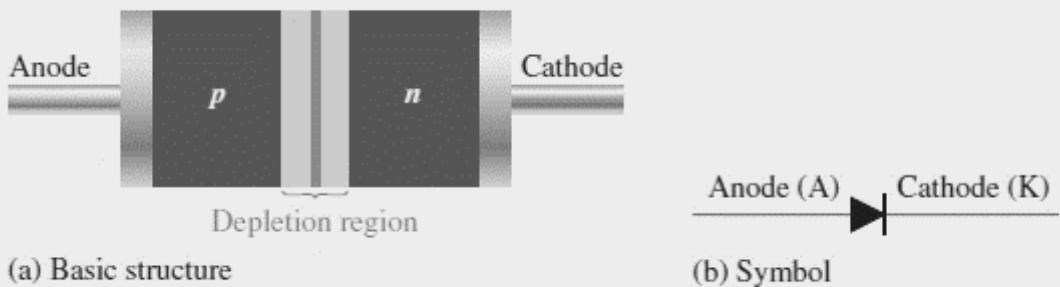 Anode
Cathode
p
n
Depletion region
(a) Basic structure
Anode (A)
Cathode (K)
(b) Symbol